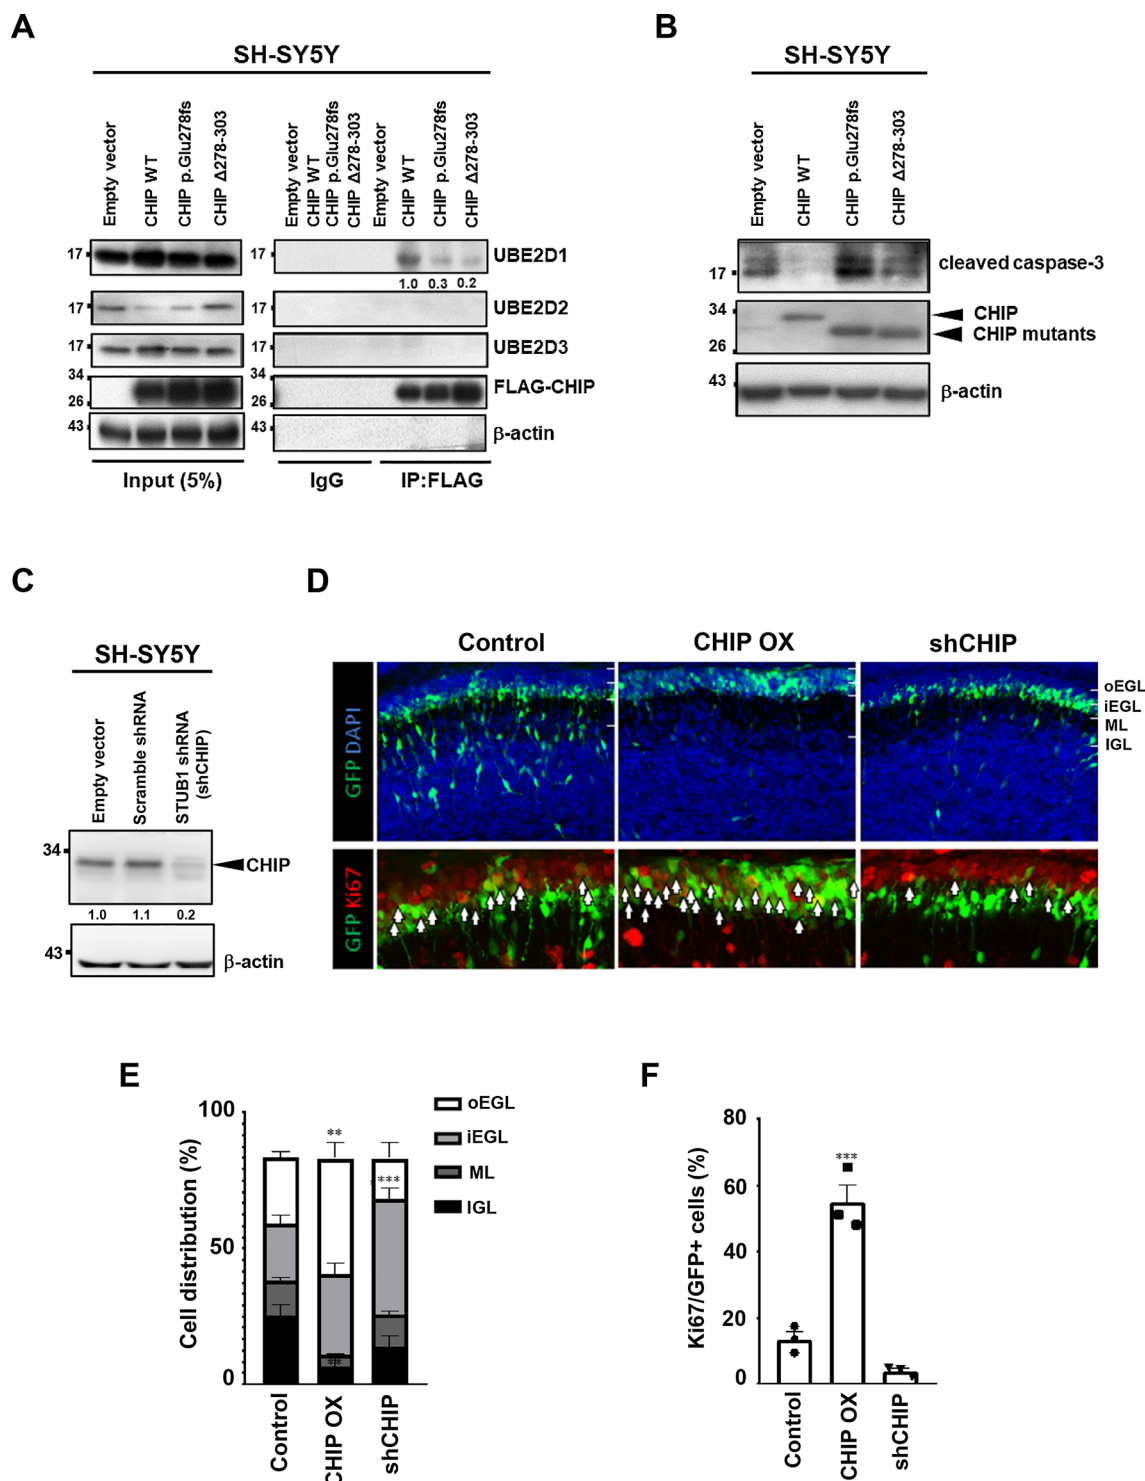 A
SH-SY5Y
Empty vector
CHIP WT
CHIP p.Glu278fs
CHIP Δ278-303
Empty vector
CHIP WT
CHIP p.Glu278fs
CHIP Δ278-303
Empty vector
CHIP WT
CHIP p.Glu278fs
CHIP Δ278-303
17
17
UBE2D1
1.0 0.3 0.2
17
17
UBE2D2
17
17
UBE2D3
34
26
34
26
FLAG-CHIP
43
43
β-actin
Input (5%)
IgG
IP:FLAG
B
SH-SY5Y
Empty vector
CHIP WT
CHIP p.Glu278fs
CHIP Δ278-303
17
cleaved caspase-3
34
26
CHIP
CHIP mutants
43
β-actin
C
SH-SY5Y
Empty vector
Scramble shRNA
STUB1 shRNA
(shCHIP)
34
CHIP
1.0 1.1 0.2
43
β-actin
D
Control
CHIP OX
shCHIP
GFP DAPI
oEGL
iEGL
ML
IGL
GFP Ki67
E
Cell distribution (%)
100
50
0
**
***
**
oEGL
iEGL
ML
IGL
Control
CHIP OX
shCHIP
F
Ki67/GFP+ cells (%)
80
60
40
20
0
***
Control
CHIP OX
shCHIP